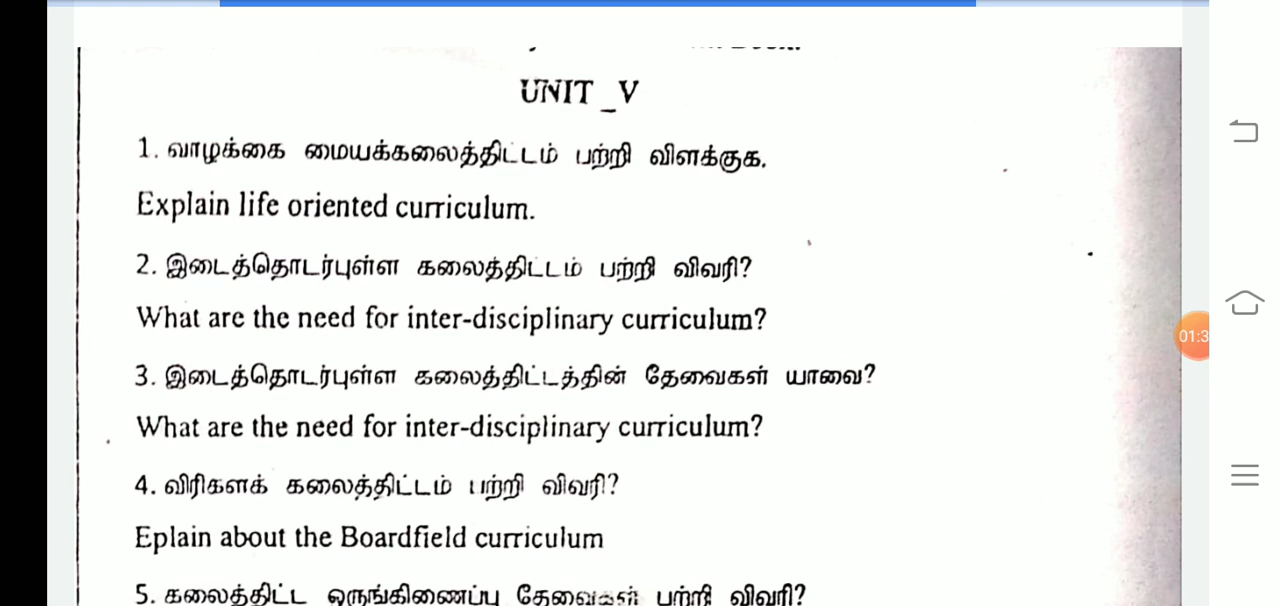 UNIT _V
1. வாழக்கை மையக்கலைத்திட்டம் பற்றி விளக்குக.
Explain life oriented curriculum.
2. இடைத்தொடர்புள்ள கலைத்திட்டம் பற்றி விவரி?
What are the need for inter-disciplinary curriculum?
3. இடைத்தொடர்புள்ள கலைத்திட்டத்தின் தேவைகள் யாவை?
What are the need for inter-disciplinary curriculum?
4. விரிகளக் கலைத்திட்டம் பற்றி விவரி?
Eplain about the Boardfield curriculum
5. கலைத்திட்ட ஒருங்கிணைப்பு தேவைகள் பற்றி விவரி?
01:3